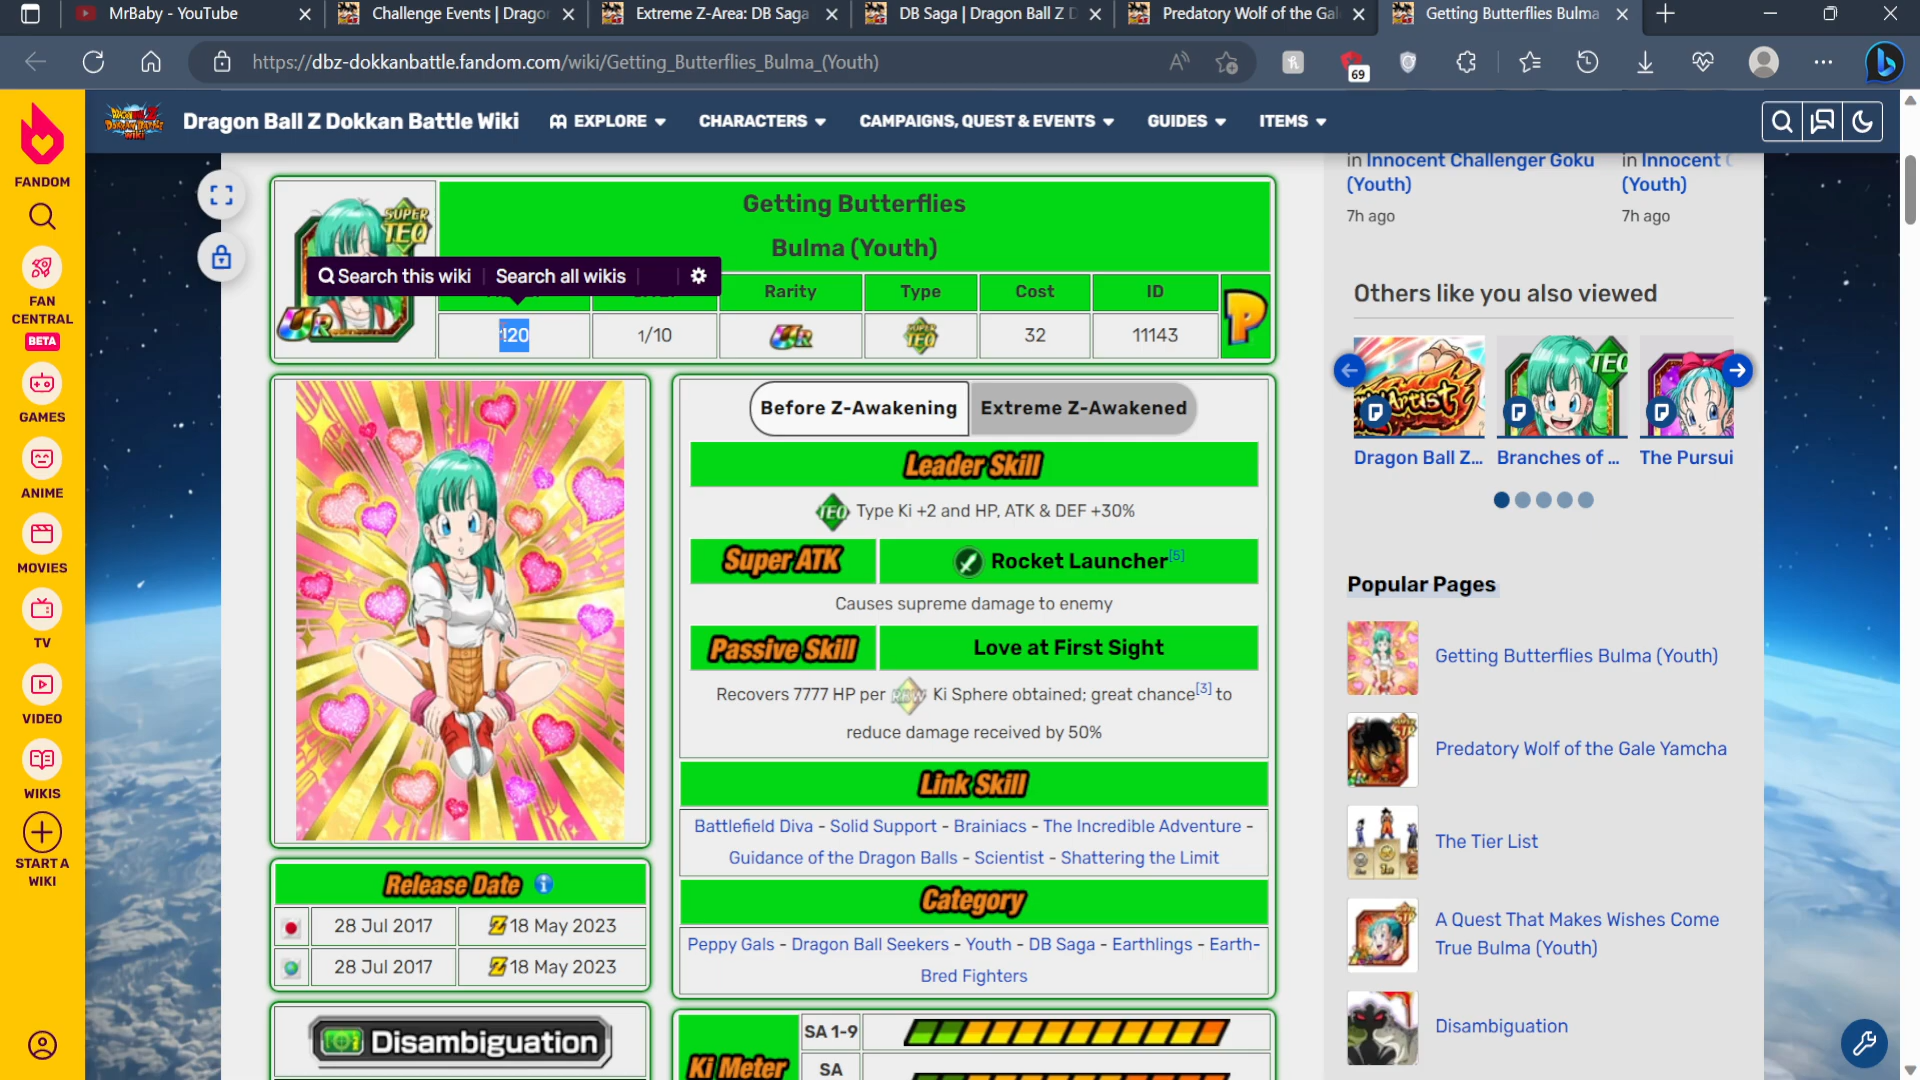 MrBaby - YouTube
Challenge Events | Dragon
Extreme Z-Area: DB Saga
DB Saga | Dragon Ball Z D
Predatory Wolf of the Gal
Getting Butterflies Bulma
https://dbz-dokkanbattle.fandom.com/wiki/Getting_Butterflies_Bulma_(Youth)
69
FANDOM
FAN CENTRAL
BETA
GAMES
ANIME
MOVIES
TV
VIDEO
WIKIS
START A WIKI
Dragon Ball Z Dokkan Battle Wiki
EXPLORE
CHARACTERS
CAMPAIGNS, QUEST & EVENTS
GUIDES
ITEMS
Getting Butterflies
Bulma (Youth)
SUPER TEQ
UR
Search this wiki
Search all wikis
Rarity
Type
Cost
ID
120
1/10
UR
SUPER TEQ
32
11143
P
Before Z-Awakening
Extreme Z-Awakened
Leader Skill
TEQ Type Ki +2 and HP, ATK & DEF +30%
Super ATK
Rocket Launcher[5]
Causes supreme damage to enemy
Passive Skill
Love at First Sight
Recovers 7777 HP per Ki Sphere obtained; great chance[3] to
reduce damage received by 50%
Link Skill
Battlefield Diva - Solid Support - Brainiacs - The Incredible Adventure -
Guidance of the Dragon Balls - Scientist - Shattering the Limit
Category
Peppy Gals - Dragon Ball Seekers - Youth - DB Saga - Earthlings - Earth-
Bred Fighters
Release Date
28 Jul 2017
Z 18 May 2023
28 Jul 2017
Z 18 May 2023
Disambiguation
Ki Meter
SA 1-9
SA
in Innocent Challenger Goku
(Youth)
7h ago
in Innocent
(Youth)
7h ago
Others like you also viewed
Artist
TEQ
Dragon Ball Z...
Branches of ...
The Pursui
Popular Pages
Getting Butterflies Bulma (Youth)
Predatory Wolf of the Gale Yamcha
The Tier List
A Quest That Makes Wishes Come
True Bulma (Youth)
Disambiguation